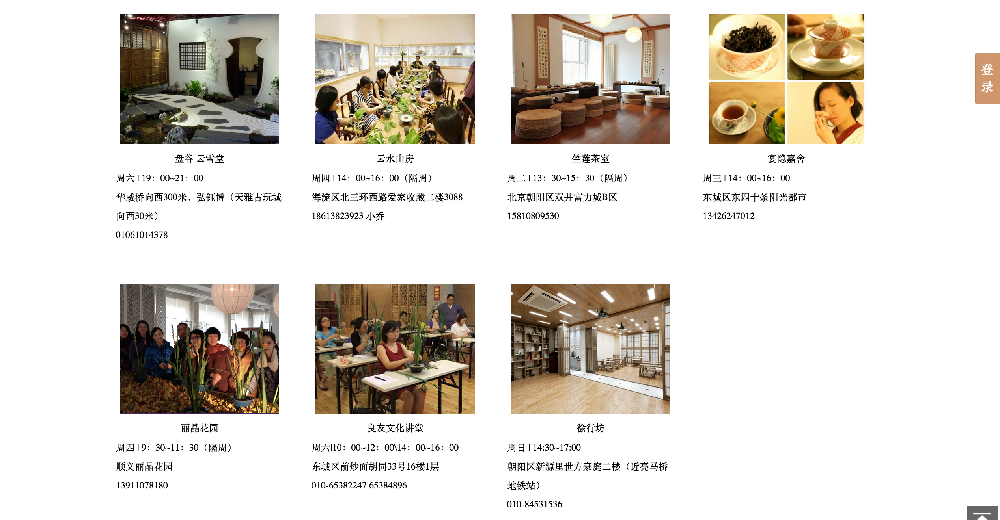 盘谷 云雪堂
周六 | 19：00~21：00
华威桥向西300米，弘钰博（天雅古玩城
向西30米）
01061014378
云水山房
周四 | 14：00~16：00（隔周）
海淀区北三环西路爱家收藏二楼3088
18613823923 小乔
竺莲茶室
周二 | 13：30~15：30（隔周）
北京朝阳区双井富力城B区
15810809530
宴隐嘉舍
周三 | 14：00~16：00
东城区东四十条阳光都市
13426247012
登
录
丽晶花园
周四 | 9：30~11：30（隔周）
顺义丽晶花园
13911078180
良友文化讲堂
周六|10：00~12：00\14：00~16：00
东城区前炒面胡同33号16楼1层
010-65382247 65384896
徐行坊
周日 | 14:30~17:00
朝阳区新源里世方豪庭二楼（近亮马桥
地铁站）
010-84531536